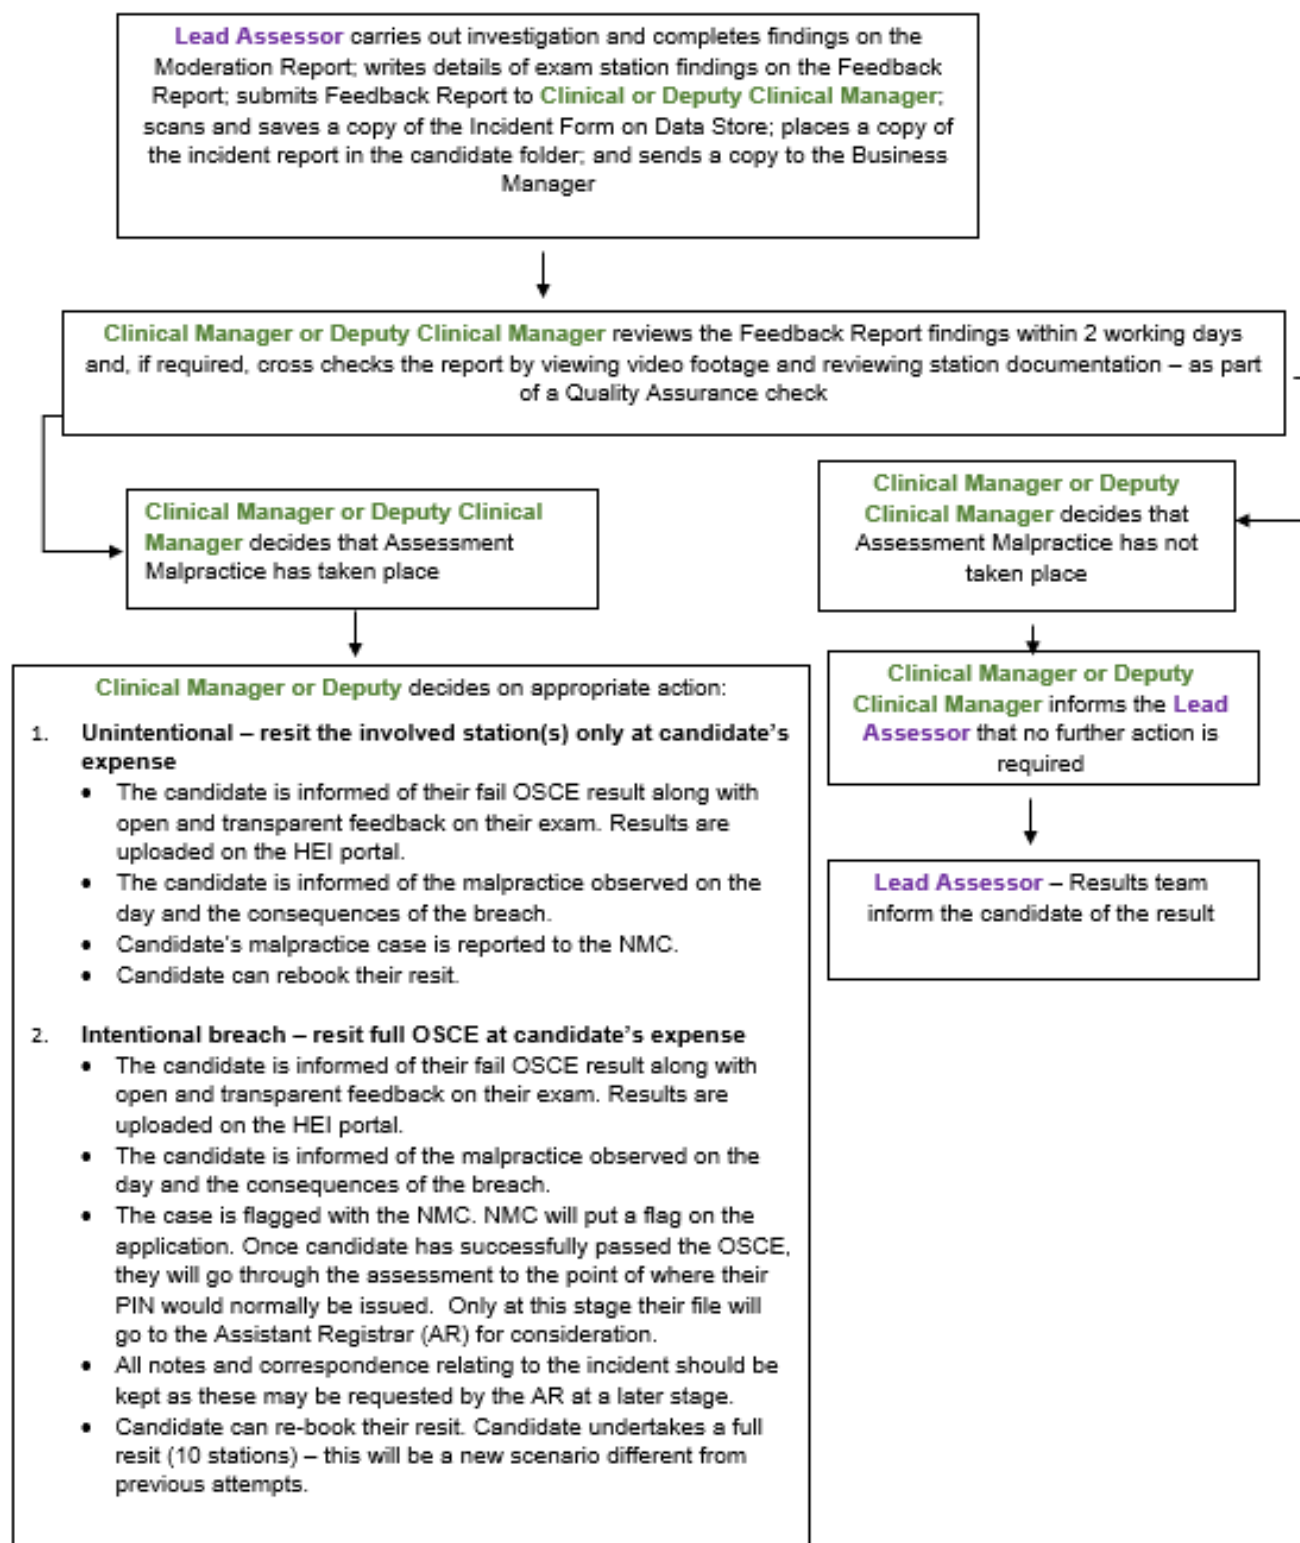 Lead Assessor carries out investigation and completes findings on the
Moderation Report; writes details of exam station findings on the Feedback
Report; submits Feedback Report to Clinical or Deputy Clinical Manager;
scans and saves a copy of the Incident Form on Data Store; places a copy of
the incident report in the candidate folder; and sends a copy to the Business
Manager
Clinical Manager or Deputy Clinical Manager reviews the Feedback Report findings within 2 working days
and, if required, cross checks the report by viewing video footage and reviewing station documentation – as part
of a Quality Assurance check
Clinical Manager or Deputy Clinical
Manager decides that Assessment
Malpractice has taken place
Clinical Manager or Deputy
Clinical Manager decides that
Assessment Malpractice has not
taken place
Clinical Manager or Deputy decides on appropriate action:
1. Unintentional – resit the involved station(s) only at candidate's
expense
• The candidate is informed of their fail OSCE result along with
open and transparent feedback on their exam. Results are
uploaded on the HEI portal.
• The candidate is informed of the malpractice observed on the
day and the consequences of the breach.
• Candidate's malpractice case is reported to the NMC.
• Candidate can rebook their resit.
2. Intentional breach – resit full OSCE at candidate's expense
• The candidate is informed of their fail OSCE result along with
open and transparent feedback on their exam. Results are
uploaded on the HEI portal.
• The candidate is informed of the malpractice observed on the
day and the consequences of the breach.
• The case is flagged with the NMC. NMC will put a flag on the
application. Once candidate has successfully passed the OSCE,
they will go through the assessment to the point of where their
PIN would normally be issued.  Only at this stage their file will
go to the Assistant Registrar (AR) for consideration.
• All notes and correspondence relating to the incident should be
kept as these may be requested by the AR at a later stage.
• Candidate can re-book their resit. Candidate undertakes a full
resit (10 stations) – this will be a new scenario different from
previous attempts.
Clinical Manager or Deputy
Clinical Manager informs the Lead
Assessor that no further action is
required
Lead Assessor – Results team
inform the candidate of the result